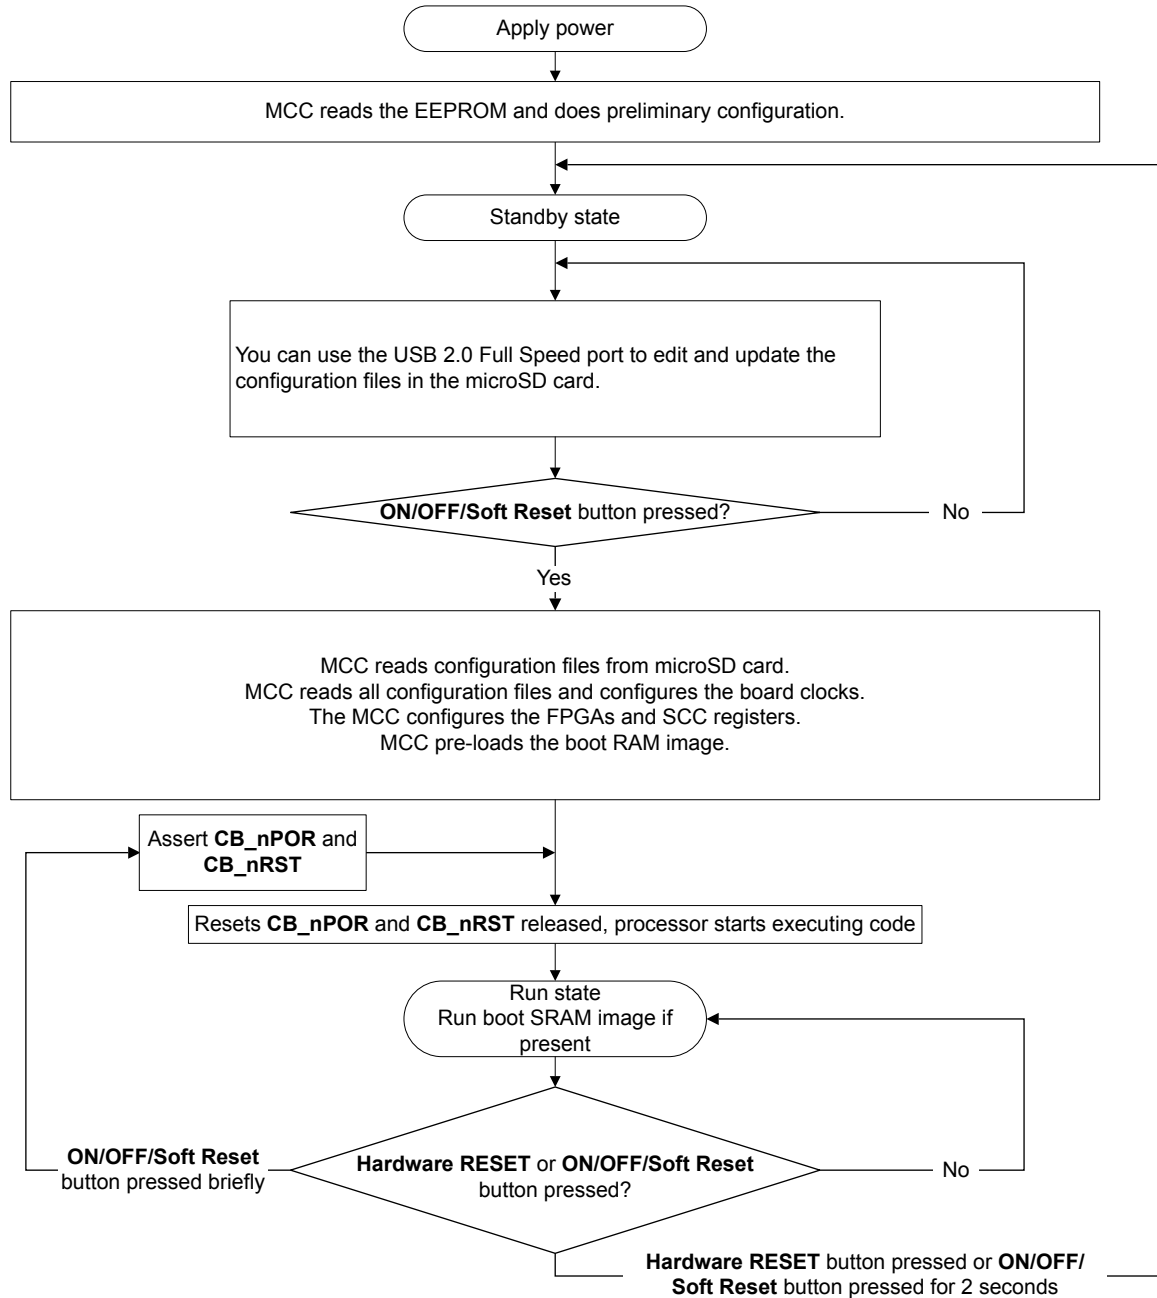 Apply power
MCC reads the EEPROM and does preliminary configuration.
Standby state
You can use the USB 2.0 Full Speed port to edit and update the
configuration files in the microSD card.
ON/OFF/Soft Reset button pressed?
No
Yes
MCC reads configuration files from microSD card.
MCC reads all configuration files and configures the board clocks.
The MCC configures the FPGAs and SCC registers.
MCC pre-loads the boot RAM image.
Assert CB_nPOR and
CB_nRST
Resets CB_nPOR and CB_nRST released, processor starts executing code
Run state
Run boot SRAM image if
present
ON/OFF/Soft Reset
button pressed briefly
Hardware RESET or ON/OFF/Soft Reset
button pressed?
No
Hardware RESET button pressed or ON/OFF/
Soft Reset button pressed for 2 seconds